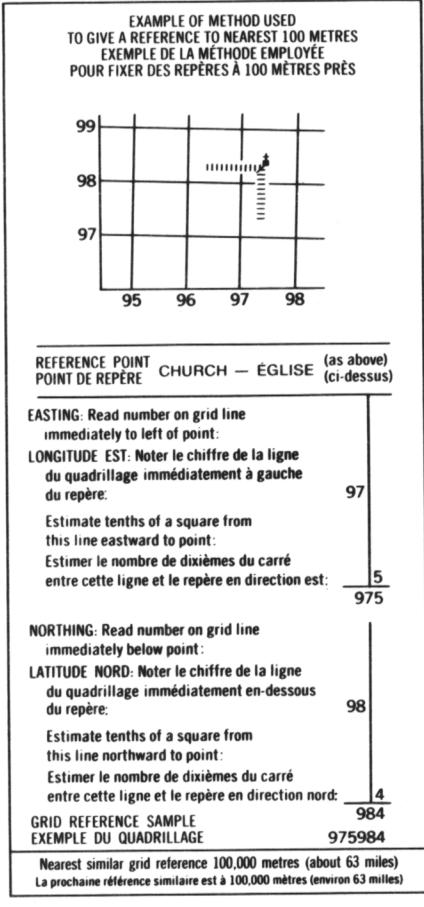 EXAMPLE OF METHOD USED
TO GIVE A REFERENCE TO NEAREST 100 METRES
EXEMPLE DE LA MÉTHODE EMPLOYÉE
POUR FIXER DES REPÈRES À 100 MÈTRES PRÈS
99
98
97
95 96 97 98
REFERENCE POINT
POINT DE REPÈRE
CHURCH — ÉGLISE
(as above)
(ci-dessus)
EASTING: Read number on grid line
immediately to left of point:
LONGITUDE EST: Noter le chiffre de la ligne
du quadrillage immédiatement à gauche
du repère: 97
Estimate tenths of a square from
this line eastward to point:
Estimer le nombre de dixièmes du carré
entre cette ligne et le repère en direction est: 5
975
NORTHING: Read number on grid line
immediately below point:
LATITUDE NORD: Noter le chiffre de la ligne
du quadrillage immédiatement en-dessous
du repère: 98
Estimate tenths of a square from
this line northward to point:
Estimer le nombre de dixièmes du carré
entre cette ligne et le repère en direction nord: 4
984
GRID REFERENCE SAMPLE
EXEMPLE DU QUADRILLAGE 975984
Nearest similar grid reference 100,000 metres (about 63 miles)
La prochaine référence similaire est à 100,000 mètres (environ 63 milles)